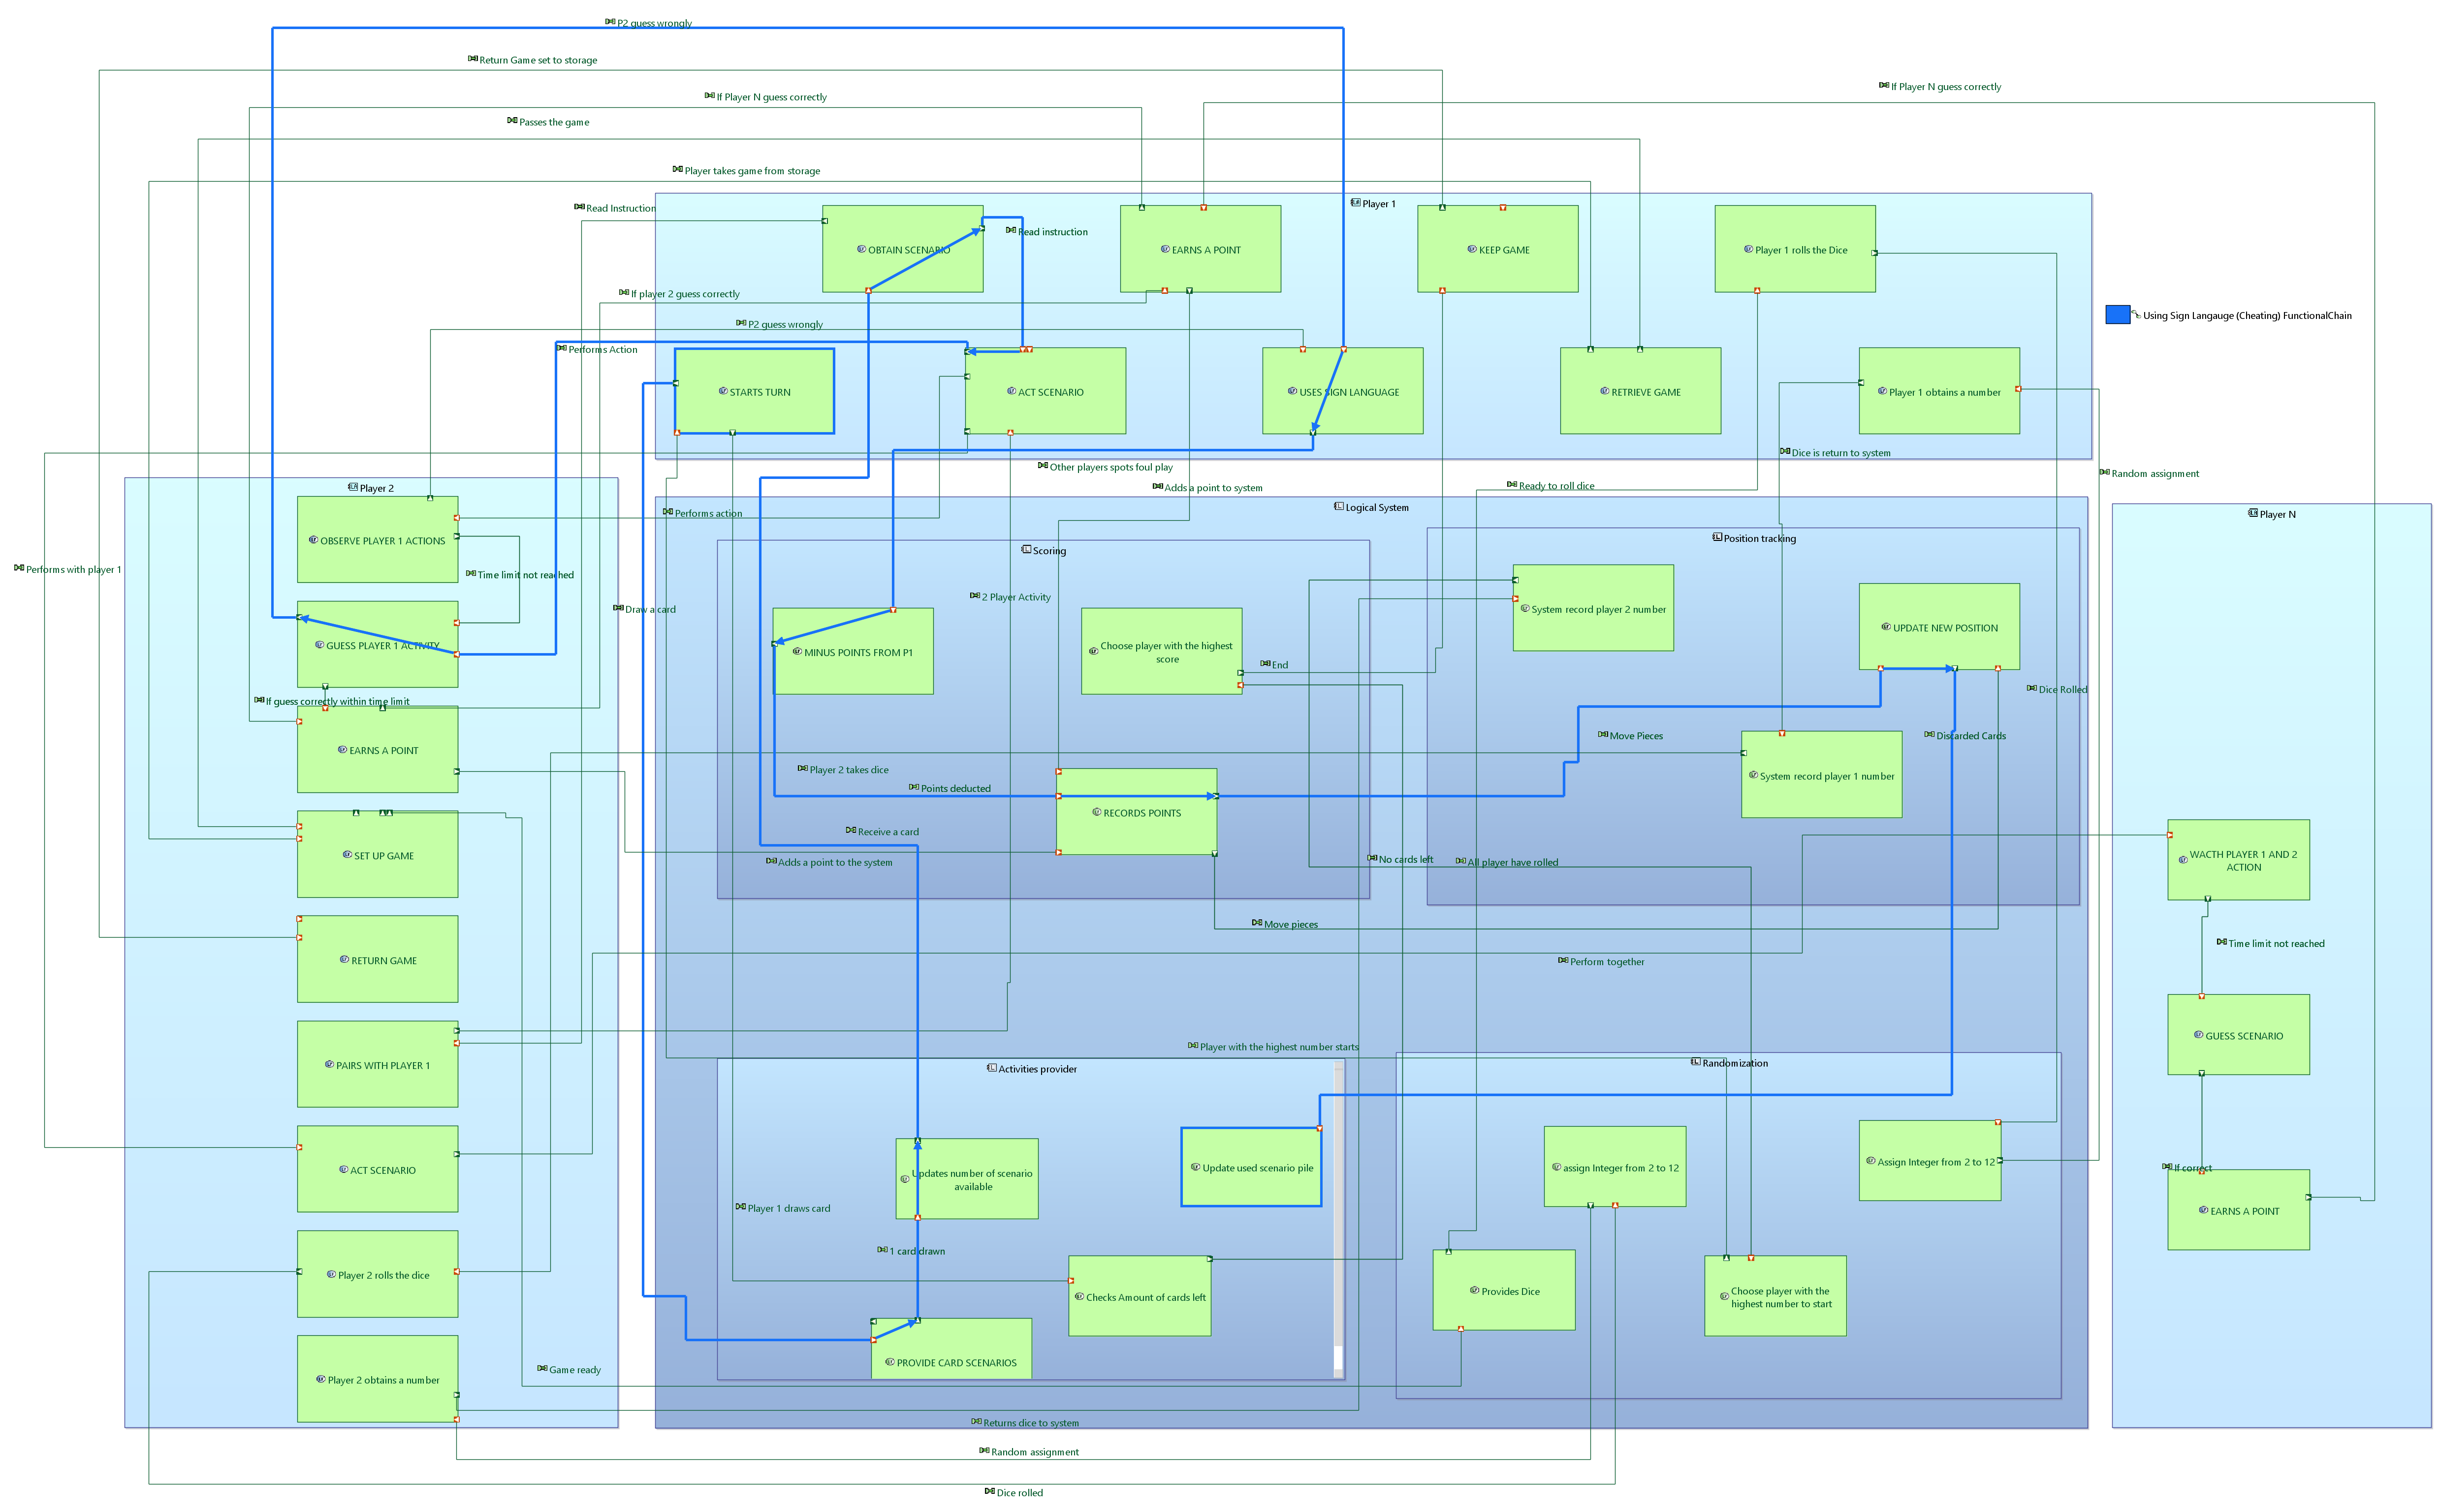 P2 guess wrongly
Return Game set to storage
If Player N guess correctly
If Player N guess correctly
Passes the game
Player takes game from storage
Player 1
Read Instruction
OBTAIN SCENARIO
Read instruction
EARNS A POINT
KEEP GAME
Player 1 rolls the Dice
If player 2 guess correctly
Using Sign Langauge (Cheating) FunctionalChain
P2 guess wrongly
Performs Action
STARTS TURN
ACT SCENARIO
USES SIGN LANGUAGE
RETRIEVE GAME
Player 1 obtains a number
Dice is return to system
Other players spots foul play
Random assignment
Player 2
Adds a point to system
Ready to roll dice
Performs action
Logical System
Player N
OBSERVE PLAYER 1 ACTIONS
Scoring
Position tracking
Performs with player 1
Time limit not reached
Draw a card
2 Player Activity
System record player 2 number
UPDATE NEW POSITION
GUESS PLAYER 1 ACTIVITY
MINUS POINTS FROM P1
Choose player with the highest
score
End
Dice Rolled
If guess correctly within time limit
Move Pieces
Discarded Cards
EARNS A POINT
Player 2 takes dice
System record player 1 number
Points deducted
RECORDS POINTS
Receive a card
SET UP GAME
Adds a point to the system
No cards left
All player have rolled
WACTH PLAYER 1 AND 2
ACTION
Move pieces
Time limit not reached
RETURN GAME
Perform together
GUESS SCENARIO
Player with the highest number starts
PAIRS WITH PLAYER 1
Activities provider
Randomization
ACT SCENARIO
Updates number of scenario
available
Update used scenario pile
assign Integer from 2 to 12
Assign Integer from 2 to 12
If correct
EARNS A POINT
Player 1 draws card
1 card drawn
Player 2 rolls the dice
Checks Amount of cards left
Provides Dice
Choose player with the
highest number to start
PROVIDE CARD SCENARIOS
Game ready
Player 2 obtains a number
Returns dice to system
Random assignment
Dice rolled